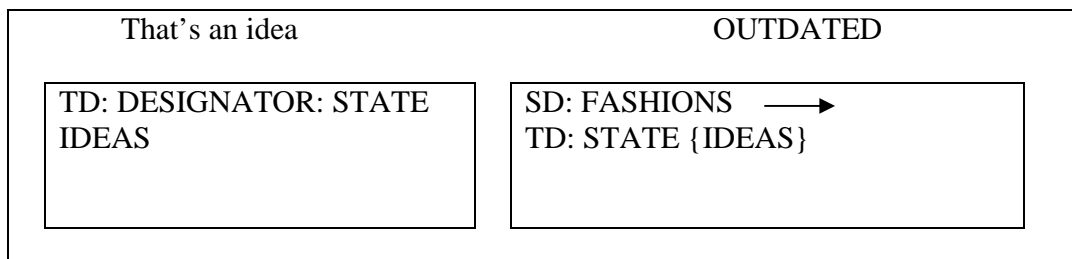 That’s an idea OUTDATED
TD: DESIGNATOR: STATE
IDEAS
SD: FASHIONS
TD: STATE {IDEAS}